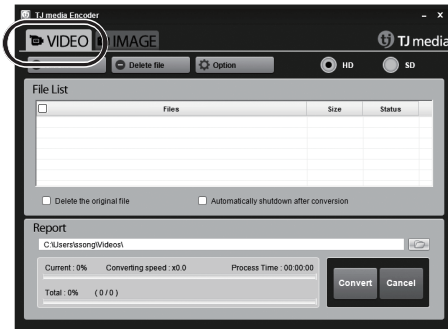 TJ media Encoder
VIDEO IMAGE TJ media
Delete file Option HD SD
File List
Files Size Status
Delete the original file Automatically shutdown after conversion
Report
C:\Users\ssong\Videos\
Current : 0% Converting speed : x0.0 Process Time : 00:00:00
Total : 0% ( 0 / 0 )
Convert Cancel